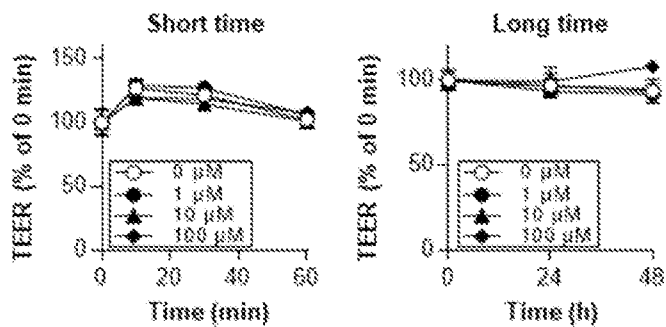 Short time
TEER (% of 0 min)
150
100
50
0
0 µM
1 µM
10 µM
100 µM
0 20 40 60
Time (min)
Long time
TEER (% of 0 min)
100
50
0
0 µM
1 µM
10 µM
100 µM
0 24 48
Time (h)